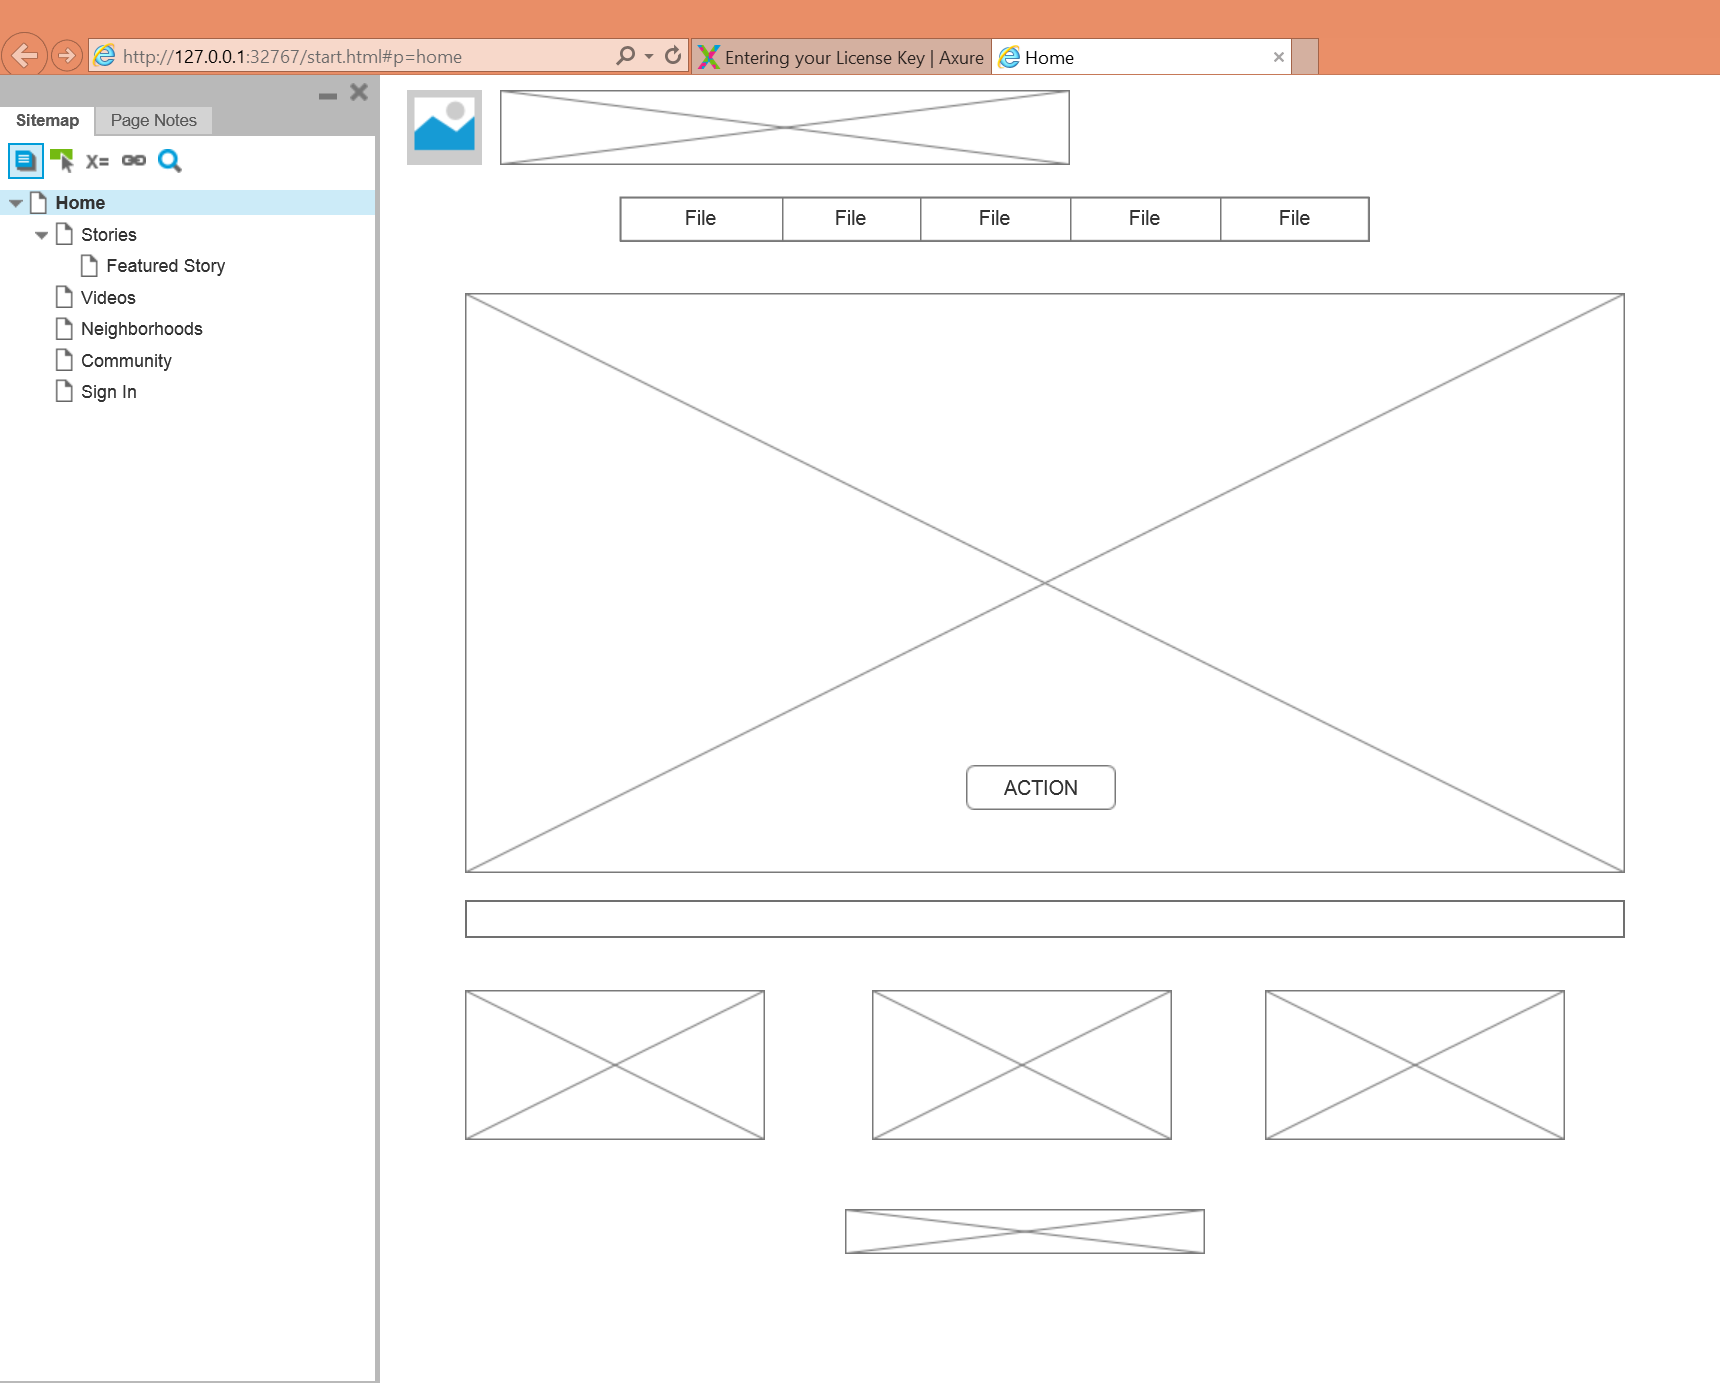 http://127.0.0.1:32767/start.html#p=home
Entering your License Key | Axure
Home
Sitemap
Page Notes
X=
Home
Stories
Featured Story
Videos
Neighborhoods
Community
Sign In
File File File File File
ACTION